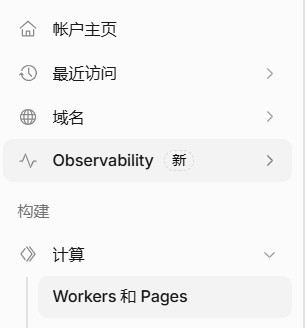 帐户主页
最近访问
域名
Observability 新
构建
计算
Workers 和 Pages